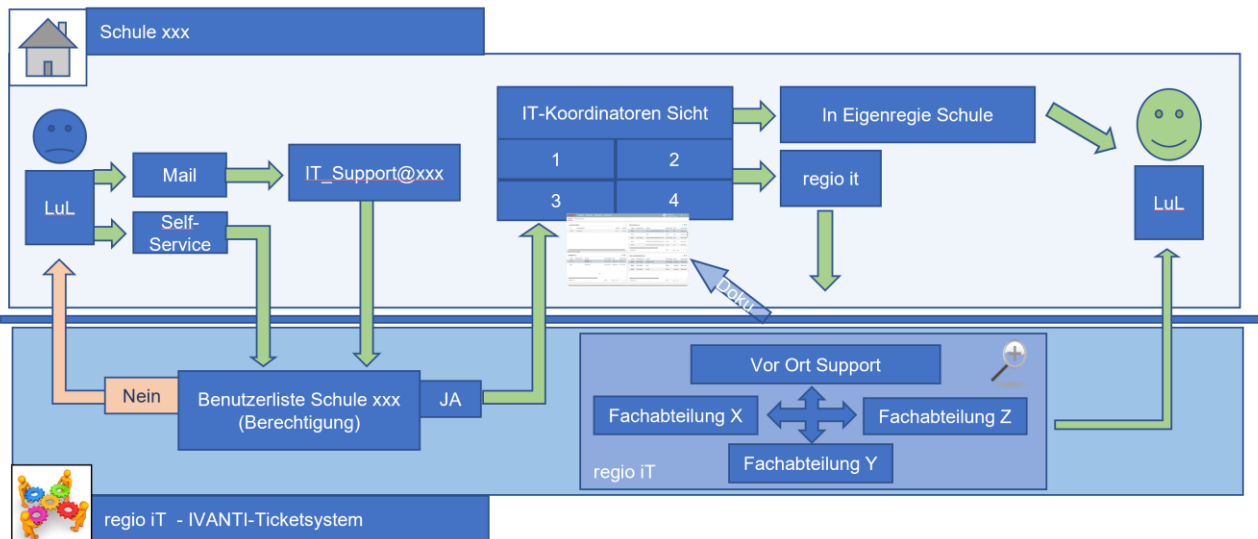 Schule xxx
LuL
Mail
IT_Support@xxx
Self-
Service
IT-Koordinatoren Sicht
1
2
3
4
In Eigenregie Schule
regio it
LuL
Doku
Nein
Benutzerliste Schule xxx
(Berechtigung)
JA
Vor Ort Support
Fachabteilung X
Fachabteilung Z
Fachabteilung Y
regio iT
regio iT - IVANTI-Ticketsystem